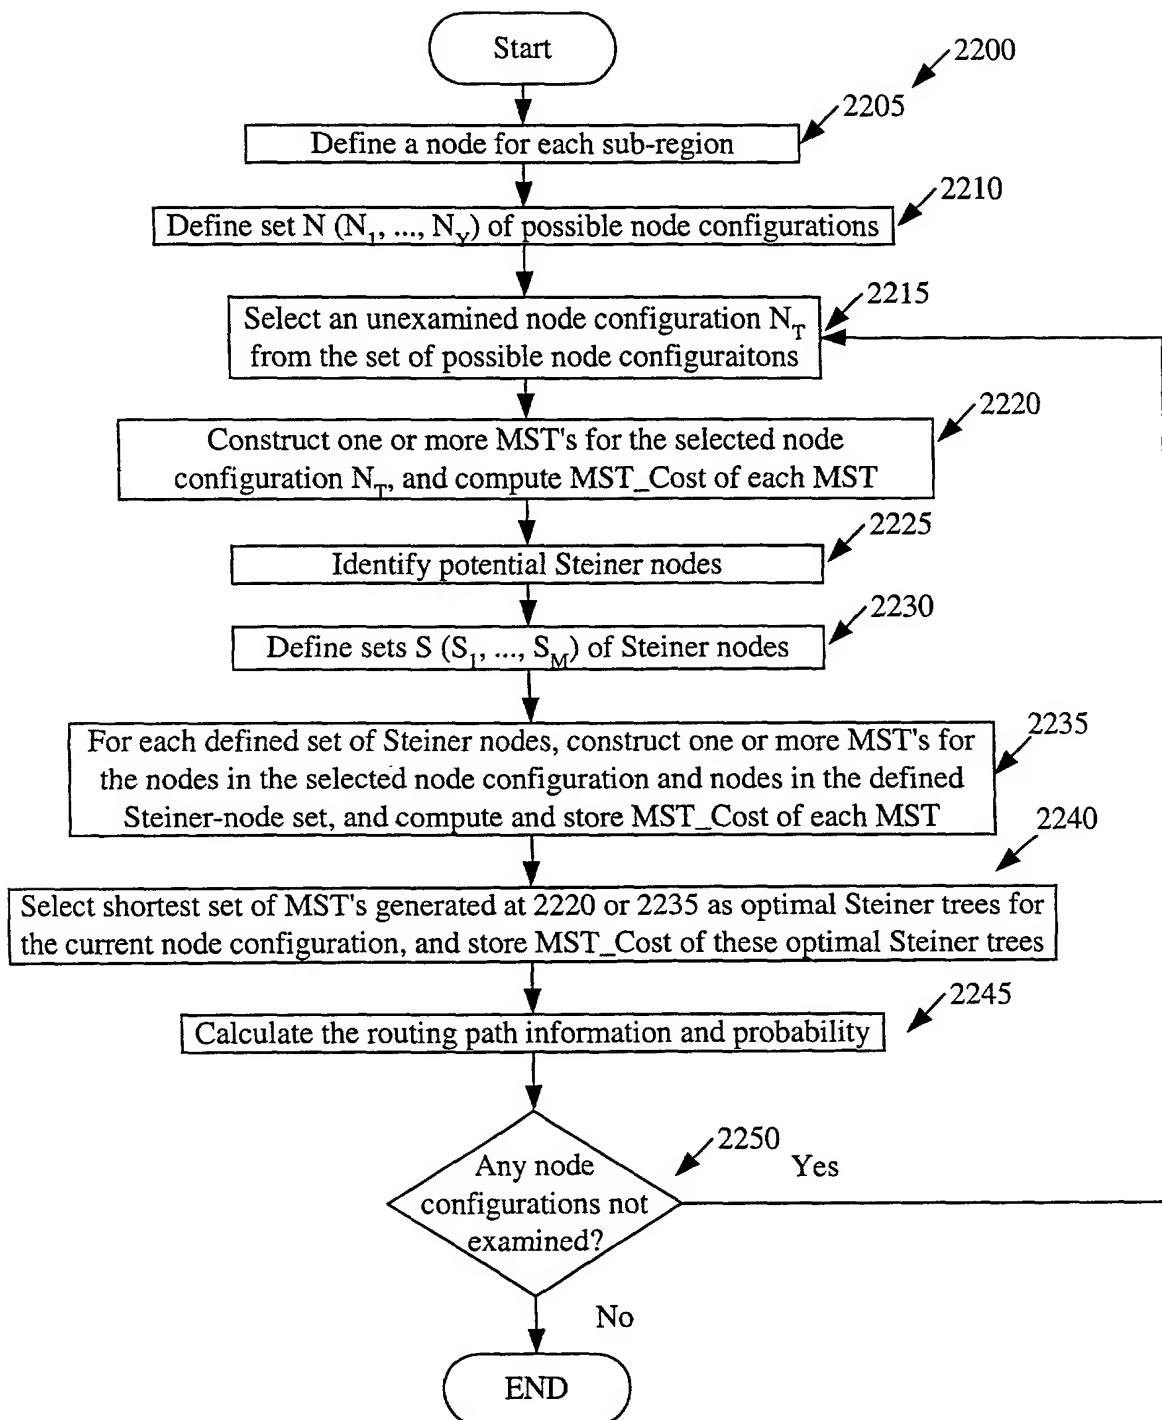 Start
2200
2205
Define a node for each sub-region
2210
Define set N (N1, ..., NY) of possible node configurations
2215
Select an unexamined node configuration NT
from the set of possible node configuraitons
2220
Construct one or more MST's for the selected node
configuration NT, and compute MST_Cost of each MST
2225
Identify potential Steiner nodes
2230
Define sets S (S1, ..., SM) of Steiner nodes
2235
For each defined set of Steiner nodes, construct one or more MST's for
the nodes in the selected node configuration and nodes in the defined
Steiner-node set, and compute and store MST_Cost of each MST
2240
Select shortest set of MST's generated at 2220 or 2235 as optimal Steiner trees for
the current node configuration, and store MST_Cost of these optimal Steiner trees
2245
Calculate the routing path information and probability
2250
Yes
Any node
configurations not
examined?
No
END